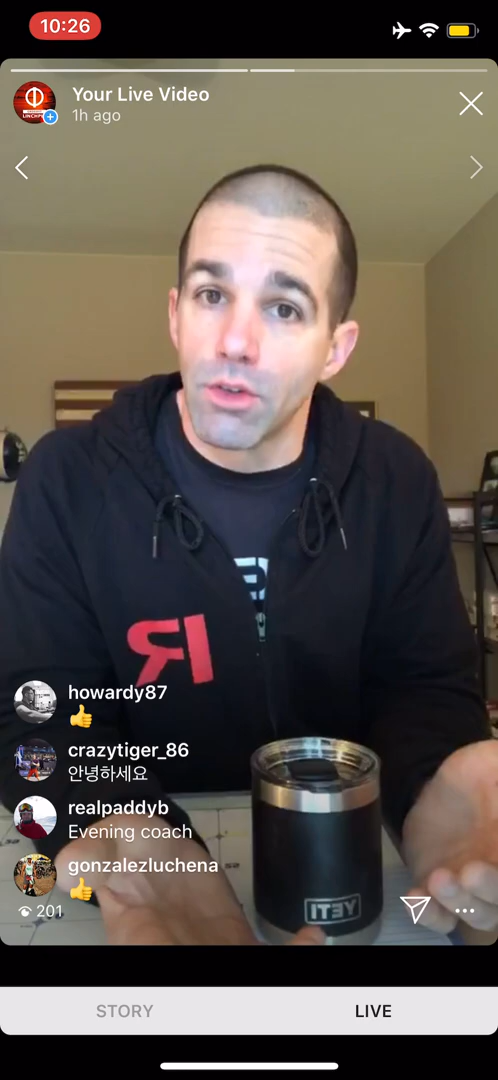 10:26
Your Live Video
1h ago
howardy87
👍
crazytiger_86
안녕하세요
realpaddyb
Evening coach
gonzalezluchena
👍
201
YETI
STORY
LIVE